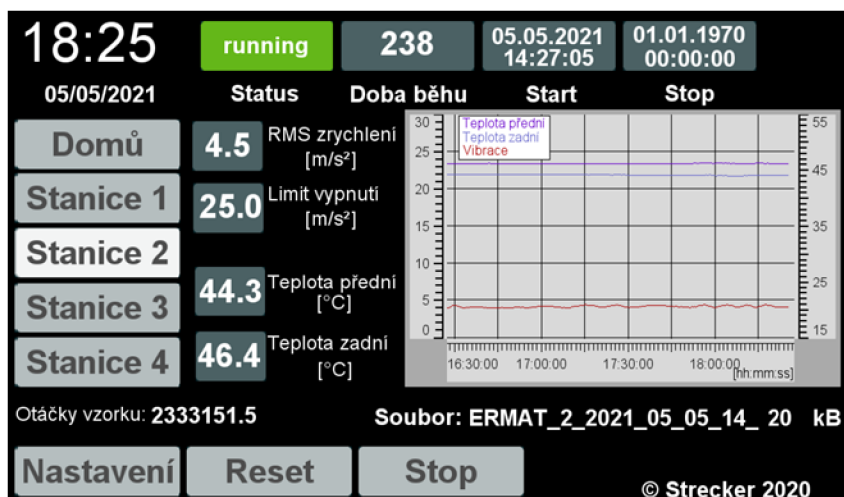 18:25
running
238
05.05.2021
14:27:05
01.01.1970
00:00:00
05/05/2021
Status
Doba běhu
Start
Stop
Domů
Stanice 1
Stanice 2
Stanice 3
Stanice 4
4.5
RMS zrychlení
[m/s²]
25.0
Limit vypnutí
[m/s²]
44.3
Teplota přední
[°C]
46.4
Teplota zadní
[°C]
30
25
20
15
10
5
0
Teplota přední
Teplota zadní
Vibrace
55
45
35
25
15
16:30:00 17:00:00 17:30:00 18:00:00
[hh:mm:ss]
Otáčky vzorku: 2333151.5
Soubor: ERMAT_2_2021_05_05_14_ 20 kB
Nastavení
Reset
Stop
© Strecker 2020